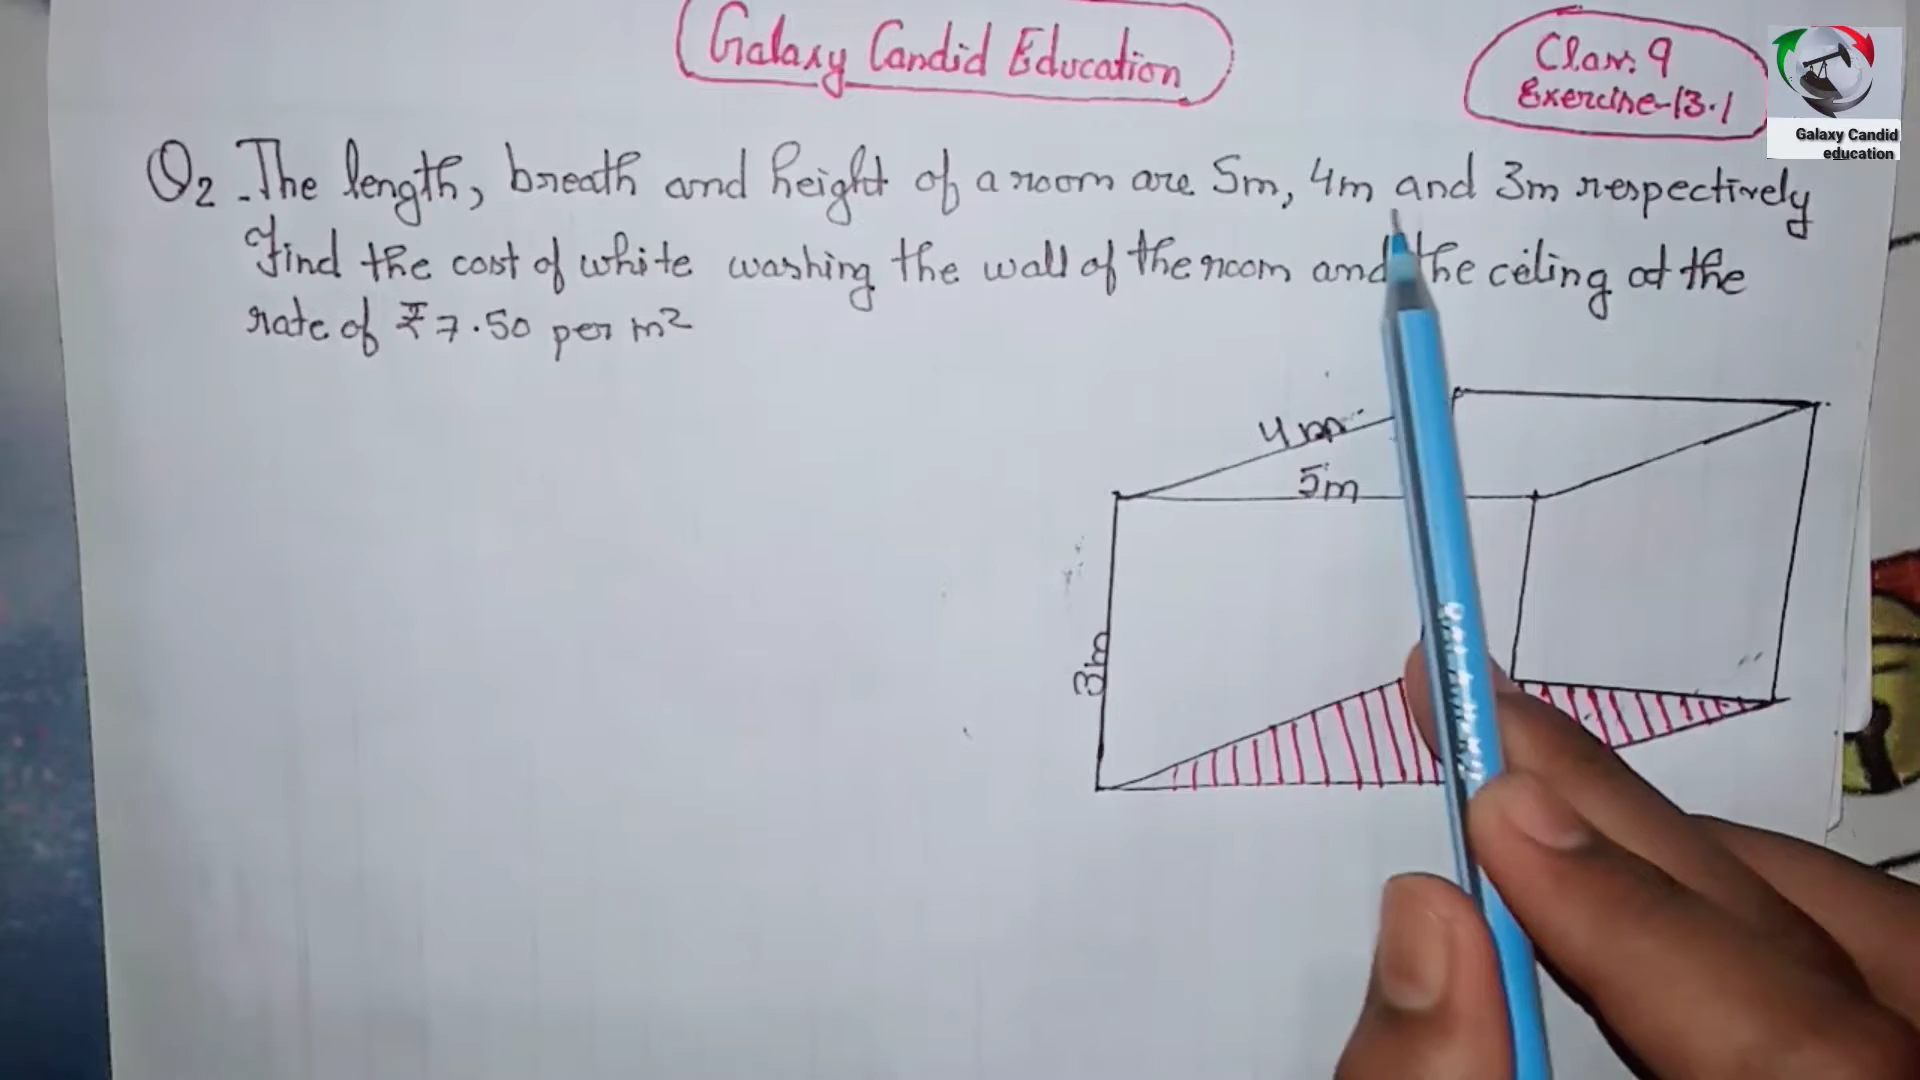 Galaxy Candid Education
Class. 9
Exercise-13.1
Galaxy Candid
education
Q2. The length, breath and height of a room are 5m, 4m and 3m respectively
Find the cost of white washing the wall of the room and the celing at the
rate of ₹7.50 per m²
4m
5m
3m